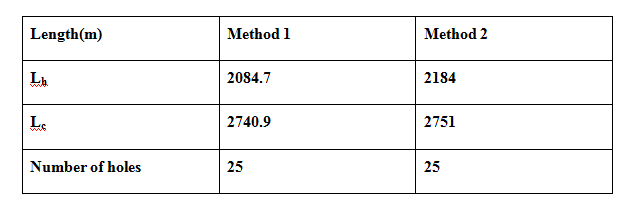 Length(m) Method 1 Method 2
Lh 2084.7 2184
Lc 2740.9 2751
Number of holes 25 25